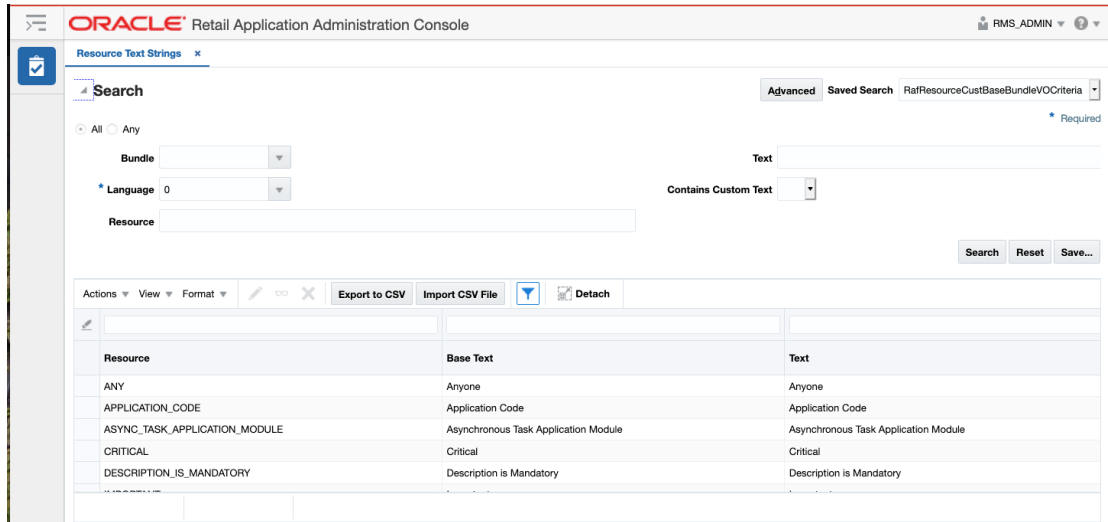 ORACLE® Retail Application Administration Console RMS_ADMIN
Resource Text Strings ×
Search Advanced Saved Search RafResourceCustBaseBundleVOCriteria
* Required
All Any
Bundle Text
* Language 0 Contains Custom Text
Resource
Search Reset Save...
Actions View Format Export to CSV Import CSV File Detach
Resource Base Text Text
ANY Anyone Anyone
APPLICATION_CODE Application Code Application Code
ASYNC_TASK_APPLICATION_MODULE Asynchronous Task Application Module Asynchronous Task Application Module
CRITICAL Critical Critical
DESCRIPTION_IS_MANDATORY Description is Mandatory Description is Mandatory